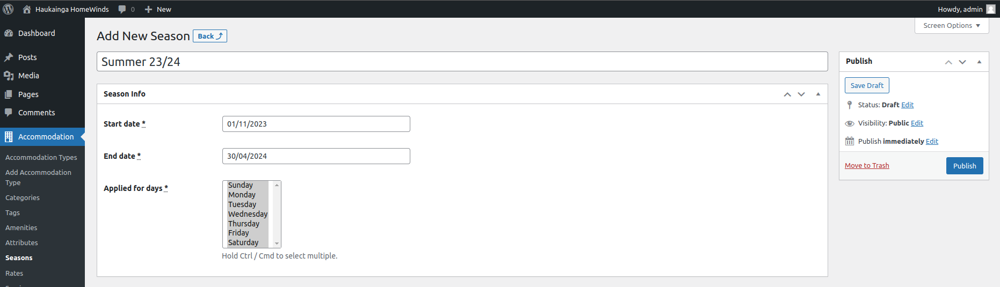 Haukainga HomeWinds 0 New Howdy, admin
Screen Options
Dashboard
Posts
Media
Pages
Comments
Accommodation
Accommodation Types
Add Accommodation
Type
Categories
Tags
Amenities
Attributes
Seasons
Rates
Add New Season Back
Summer 23/24
Season Info
Start date * 01/11/2023
End date * 30/04/2024
Applied for days *
Sunday
Monday
Tuesday
Wednesday
Thursday
Friday
Saturday
Hold Ctrl / Cmd to select multiple.
Publish
Save Draft
Status: Draft Edit
Visibility: Public Edit
Publish immediately Edit
Move to Trash Publish